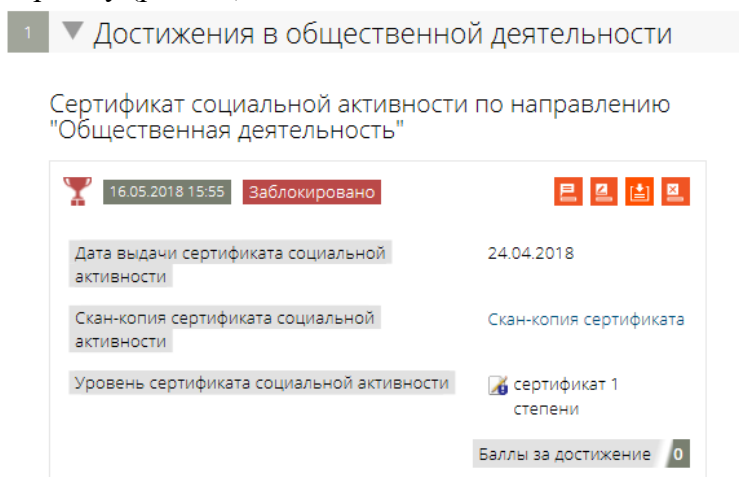 1 Достижения в общественной деятельности
Сертификат социальной активности по направлению
"Общественная деятельность"
16.05.2018 15:55 Заблокировано
Дата выдачи сертификата социальной активности 24.04.2018
Скан-копия сертификата социальной активности Скан-копия сертификата
Уровень сертификата социальной активности сертификат 1 степени
Баллы за достижение 0